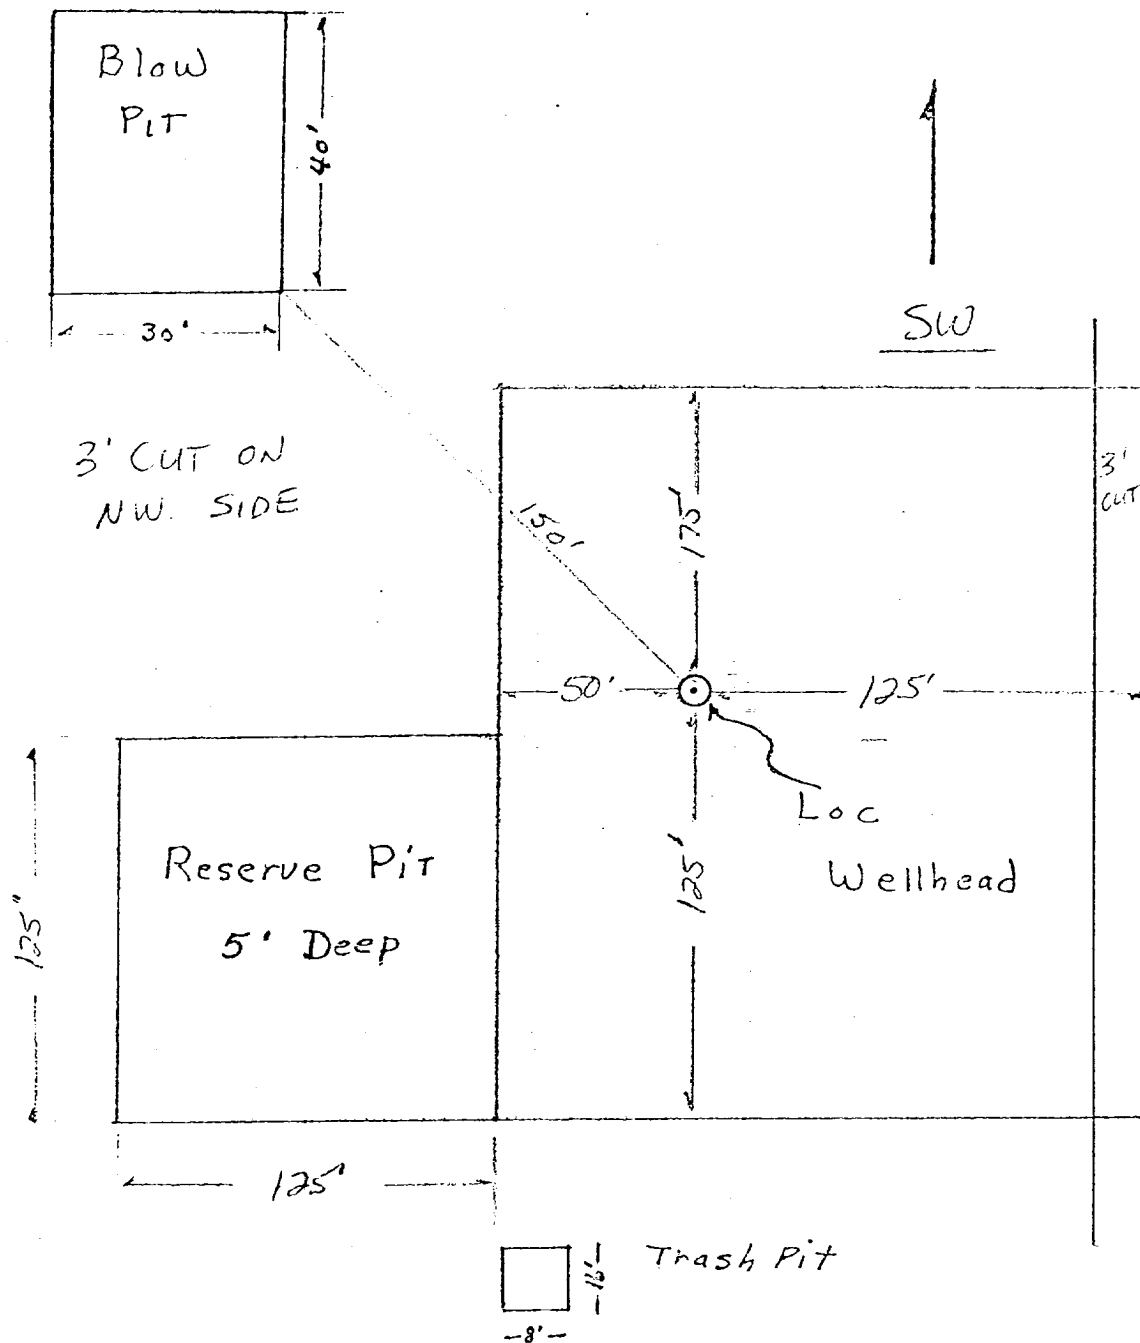 Blow
PIT
40'
30'
SW
3' CUT ON
NW. SIDE
3'
CUT
150'
175'
50'
125'
Loc
Wellhead
125'
Reserve PIT
5' Deep
125"
125'
Trash Pit
16'
8'